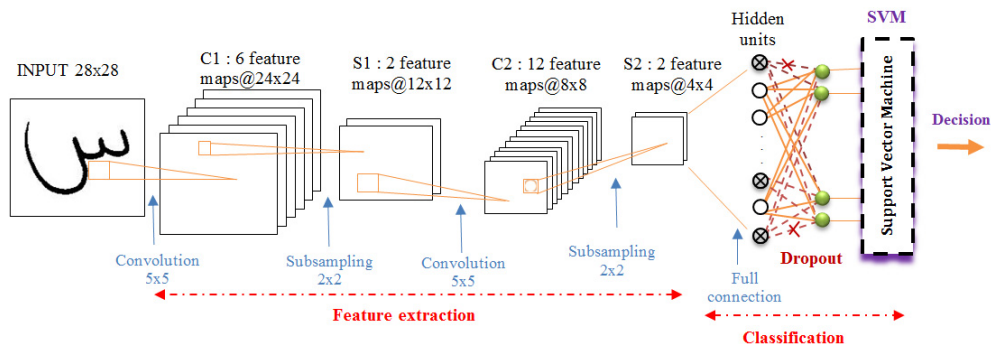 INPUT 28x28
C1 : 6 feature
maps@24x24
S1 : 2 feature
maps@12x12
C2 : 12 feature
maps@8x8
S2 : 2 feature
maps@4x4
Hidden
units
SVM
س
Support Vector Machine
Decision
Convolution
5x5
Subsampling
2x2
Convolution
5x5
Subsampling
2x2
Full
connection
Dropout
Feature extraction
Classification